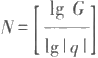 N = [ lg G / lg |q| ]